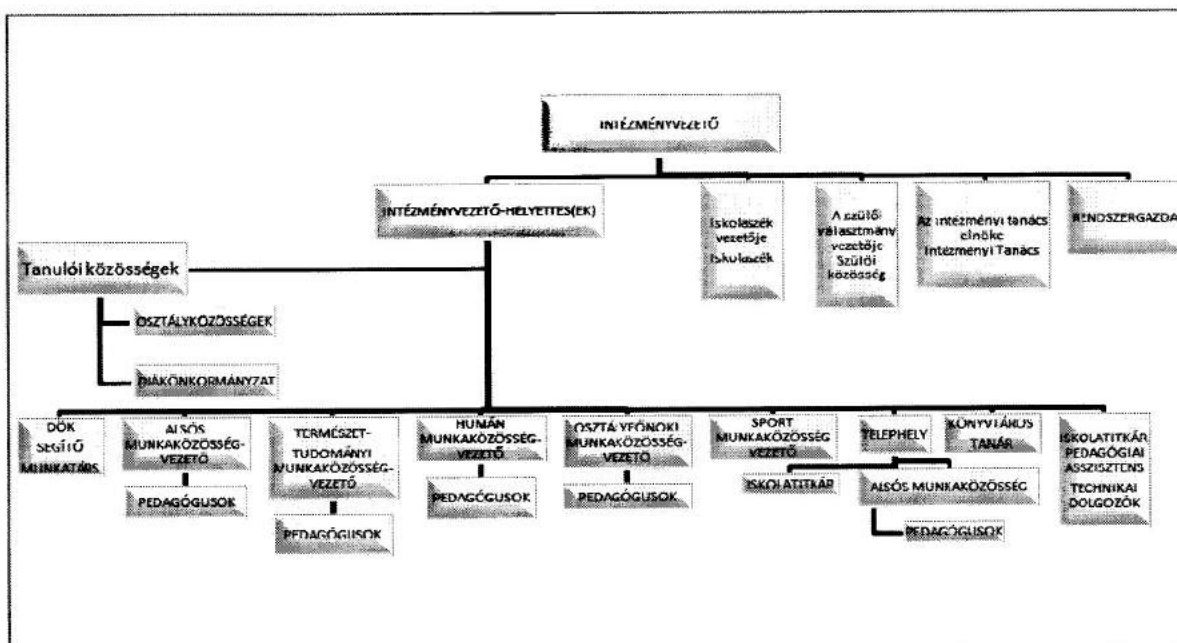 INTÉZMÉNYVEZETŐ
INTÉZMÉNYVEZETŐ-HELYETTES(EK)
Iskolaszék
vezetője
Iskolaszék
A szülői
választmány
vezetője
Szülői
közösség
Az intézményi tanács
elnöke
Intézményi Tanács
RENDSZERGAZDA
Tanulói közösségek
OSZTÁLYKÖZÖSSÉGEK
DIÁKÖNKORMÁNYZAT
DÖK
SEGÍTŐ
MUNKATÁRS
ALSÓS
MUNKAKÖZÖSSÉG-
VEZETŐ
PEDAGÓGUSOK
TERMÉSZET-
TUDOMÁNYI
MUNKAKÖZÖSSÉG-
VEZETŐ
PEDAGÓGUSOK
HUMÁN
MUNKAKÖZÖSSÉG-
VEZETŐ
PEDAGÓGUSOK
OSZTÁLYFŐNÖKI
MUNKAKÖZÖSSÉG-
VEZETŐ
PEDAGÓGUSOK
SPORT
MUNKAKÖZÖSSÉG
VEZETŐ
TELEPHELY
ISKOLATITKÁR
ALSÓS MUNKAKÖZÖSSÉG
PEDAGÓGUSOK
KÖNYVTÁROS
TANÁR
ISKOLATITKÁR
PEDAGÓGIAI
ASSZISZTENS
TECHNIKAI
DOLGOZÓK